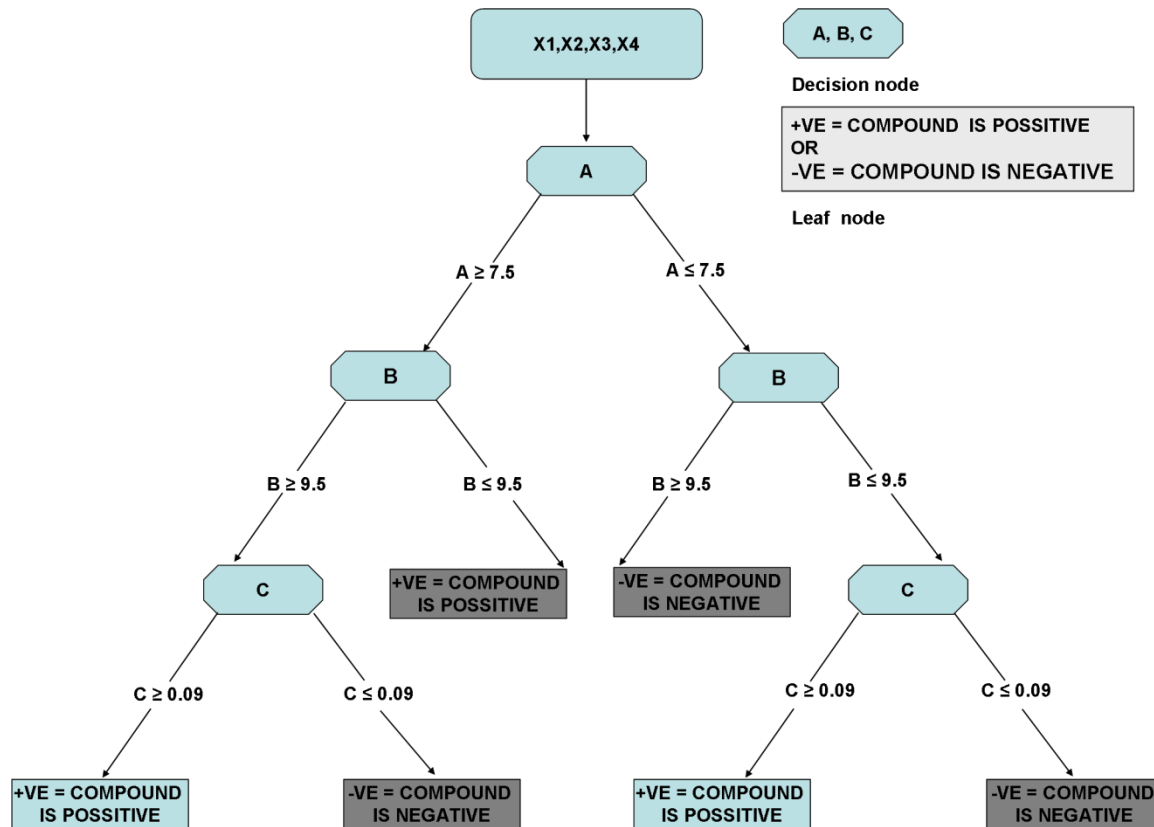 X1,X2,X3,X4
A, B, C
Decision node
+VE = COMPOUND IS POSSITIVE
OR
-VE = COMPOUND IS NEGATIVE
Leaf node
A
A ≥ 7.5
A ≤ 7.5
B
B
B ≥ 9.5
B ≤ 9.5
B ≥ 9.5
B ≤ 9.5
C
+VE = COMPOUND
IS POSSITIVE
-VE = COMPOUND
IS NEGATIVE
C
C ≥ 0.09
C ≤ 0.09
C ≥ 0.09
C ≤ 0.09
+VE = COMPOUND
IS POSSITIVE
-VE = COMPOUND
IS NEGATIVE
+VE = COMPOUND
IS POSSITIVE
-VE = COMPOUND
IS NEGATIVE